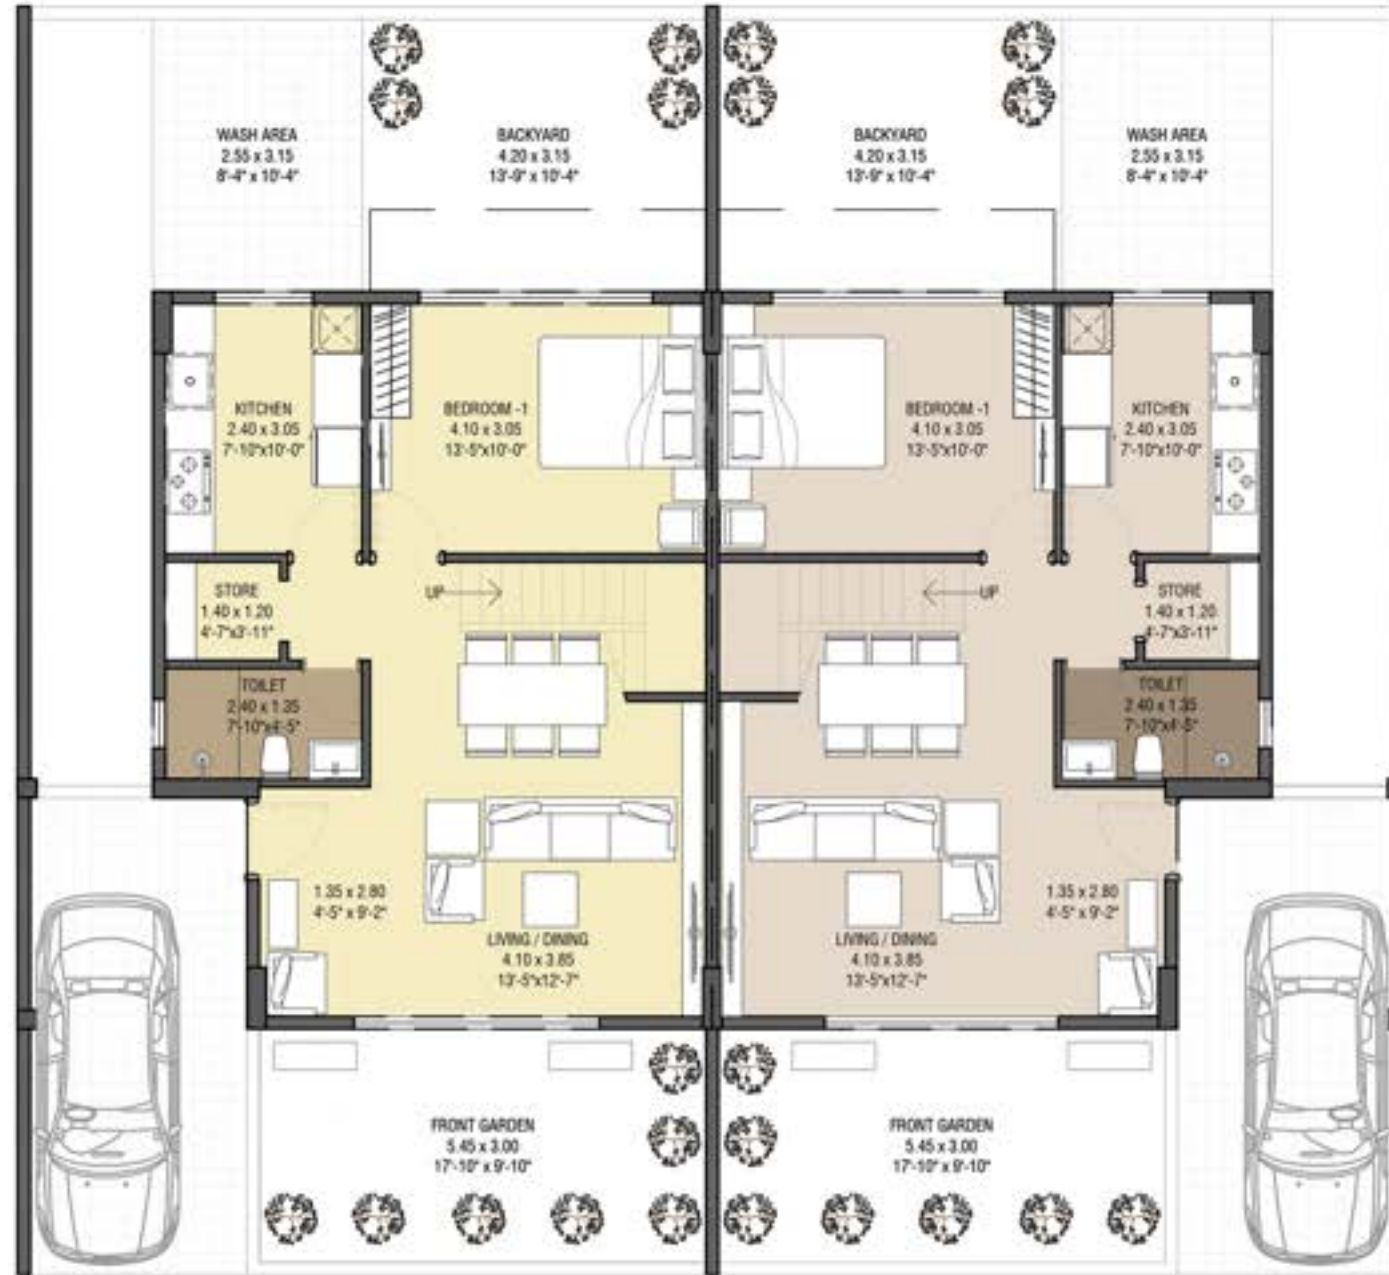 WASH AREA
2.55 x 3.15
8'-4" x 10'-4"
BACKYARD
4.20 x 3.15
13'-9" x 10'-4"
BACKYARD
4.20 x 3.15
13'-9" x 10'-4"
WASH AREA
2.55 x 3.15
8'-4" x 10'-4"
KITCHEN
2.40 x 3.05
7'-10"x10'-0"
BEDROOM -1
4.10 x 3.05
13'-5"x10'-0"
BEDROOM -1
4.10 x 3.05
13'-5"x10'-0"
KITCHEN
2.40 x 3.05
7'-10"x10'-0"
STORE
1.40 x 1.20
4'-7"x3'-11"
UP
UP
STORE
1.40 x 1.20
4'-7"x3'-11"
TOILET
2.40 x 1.35
7'-10"x4'-5"
TOILET
2.40 x 1.35
7'-10"x4'-5"
1.35 x 2.80
4'-5" x 9'-2"
LIVING / DINING
4.10 x 3.85
13'-5"x12'-7"
LIVING / DINING
4.10 x 3.85
13'-5"x12'-7"
1.35 x 2.80
4'-5" x 9'-2"
FRONT GARDEN
5.45 x 3.00
17'-10" x 9'-10"
FRONT GARDEN
5.45 x 3.00
17'-10" x 9'-10"